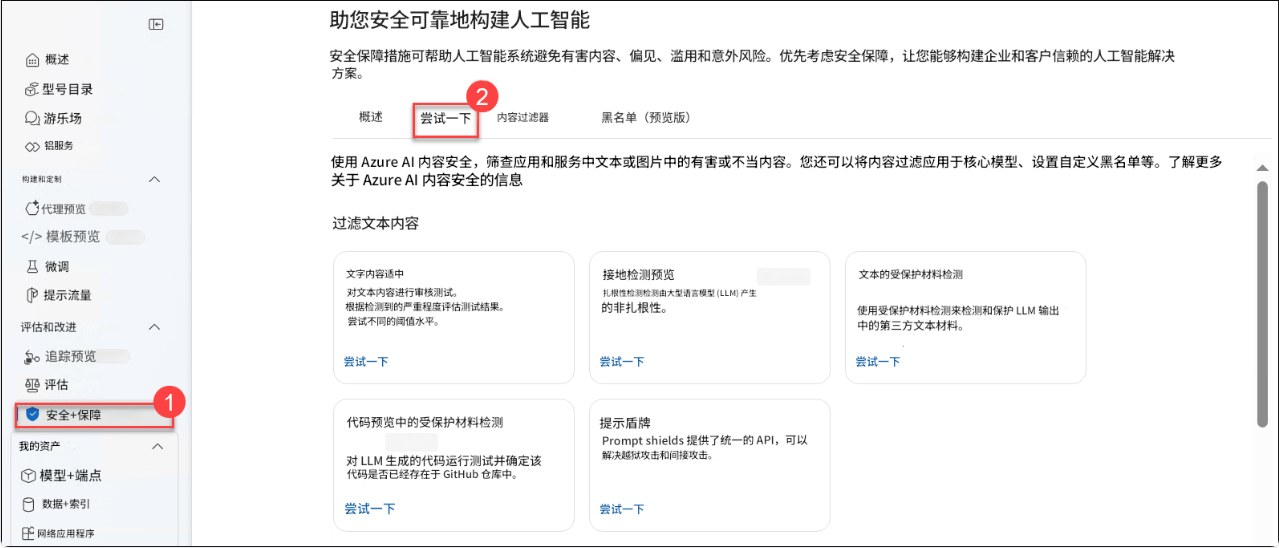 概述
型号目录
游乐场
铝服务
构建和定制
代理预览
</> 模板预览
微调
提示流量
评估和改进
追踪预览
评估
安全+保障
1
我的资产
模型+端点
数据+索引
网络应用程序
助您安全可靠地构建人工智能
安全保障措施可帮助人工智能系统避免有害内容、偏见、滥用和意外风险。优先考虑安全保障，让您能够构建企业和客户信赖的人工智能解决
方案。
概述
尝试一下
2
内容过滤器
黑名单（预览版）
使用 Azure AI 内容安全，筛查应用和服务中文本或图片中的有害或不当内容。您还可以将内容过滤应用于核心模型、设置自定义黑名单等。了解更多
关于 Azure AI 内容安全的信息
过滤文本内容
文字内容适中
对文本内容进行审核测试。
根据检测到的严重程度评估测试结果。
尝试不同的阈值水平。
尝试一下
接地检测预览
扎根性检测检测由大型语言模型 (LLM) 产生
的非扎根性。
尝试一下
文本的受保护材料检测
使用受保护材料检测来检测和保护 LLM 输出
中的第三方文本材料。
尝试一下
代码预览中的受保护材料检测
对 LLM 生成的代码运行测试并确定该
代码是否已经存在于 GitHub 仓库中。
尝试一下
提示盾牌
Prompt shields 提供了统一的 API，可以
解决越狱攻击和间接攻击。
尝试一下